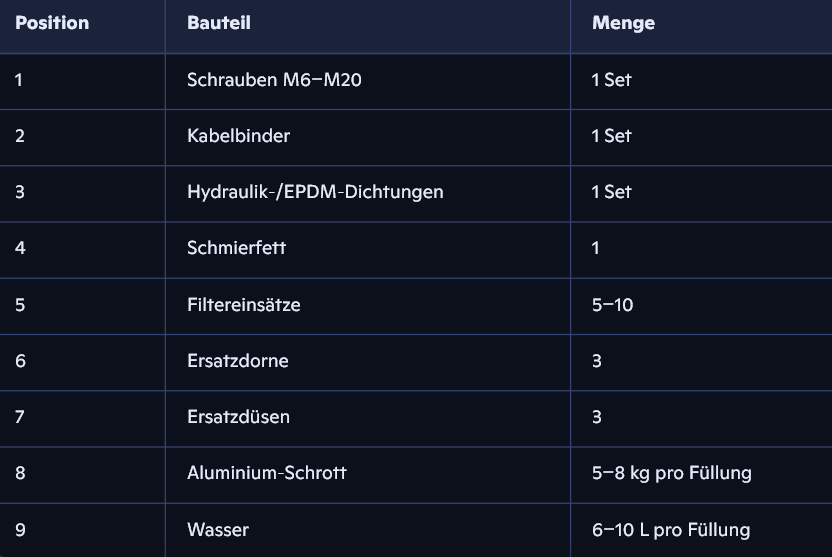 Position Bauteil Menge
1 Schrauben M6–M20 1 Set
2 Kabelbinder 1 Set
3 Hydraulik-/EPDM-Dichtungen 1 Set
4 Schmierfett 1
5 Filtereinsätze 5–10
6 Ersatzdorne 3
7 Ersatzdüsen 3
8 Aluminium-Schrott 5–8 kg pro Füllung
9 Wasser 6–10 L pro Füllung